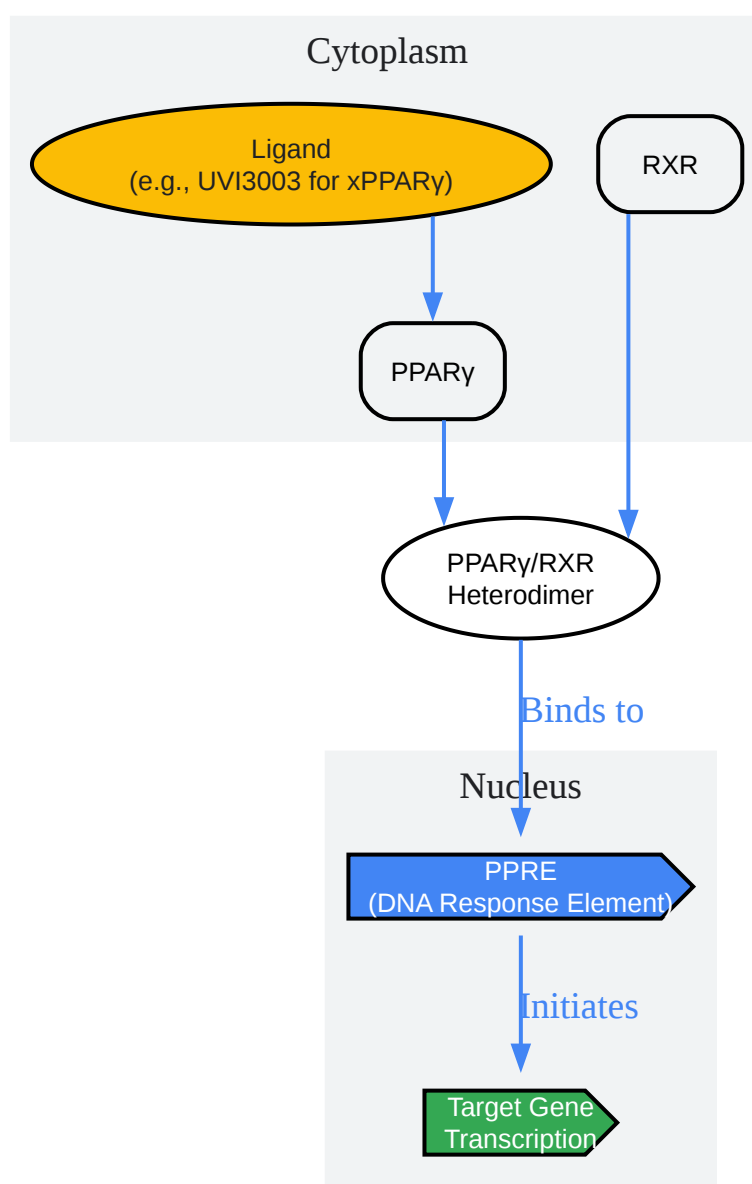 Cytoplasm
Ligand
(e.g., UVI3003 for xPPARγ)
RXR
PPARγ
PPARγ/RXR
Heterodimer
Binds to
Nucleus
PPRE
(DNA Response Element)
Initiates
Target Gene
Transcription